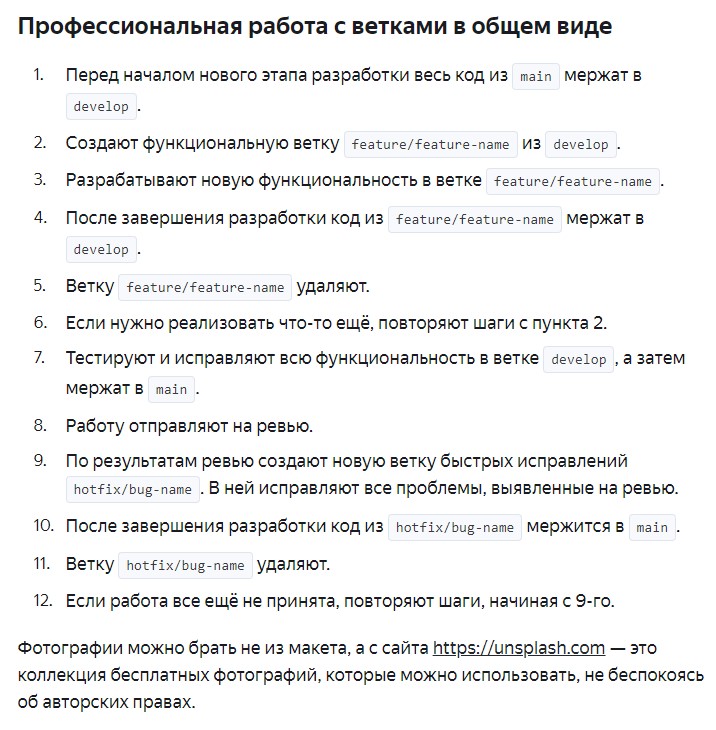 Профессиональная работа с ветками в общем виде
1. Перед началом нового этапа разработки весь код из main мержат в
develop.
2. Создают функциональную ветку feature/feature-name из develop.
3. Разрабатывают новую функциональность в ветке feature/feature-name.
4. После завершения разработки код из feature/feature-name мержат в
develop.
5. Ветку feature/feature-name удаляют.
6. Если нужно реализовать что-то ещё, повторяют шаги с пункта 2.
7. Тестируют и исправляют всю функциональность в ветке develop, а затем
мержат в main.
8. Работу отправляют на ревью.
9. По результатам ревью создают новую ветку быстрых исправлений
hotfix/bug-name. В ней исправляют все проблемы, выявленные на ревью.
10. После завершения разработки код из hotfix/bug-name мержится в main.
11. Ветку hotfix/bug-name удаляют.
12. Если работа все ещё не принята, повторяют шаги, начиная с 9-го.
Фотографии можно брать не из макета, а с сайта https://unsplash.com — это
коллекция бесплатных фотографий, которые можно использовать, не беспокоясь
об авторских правах.